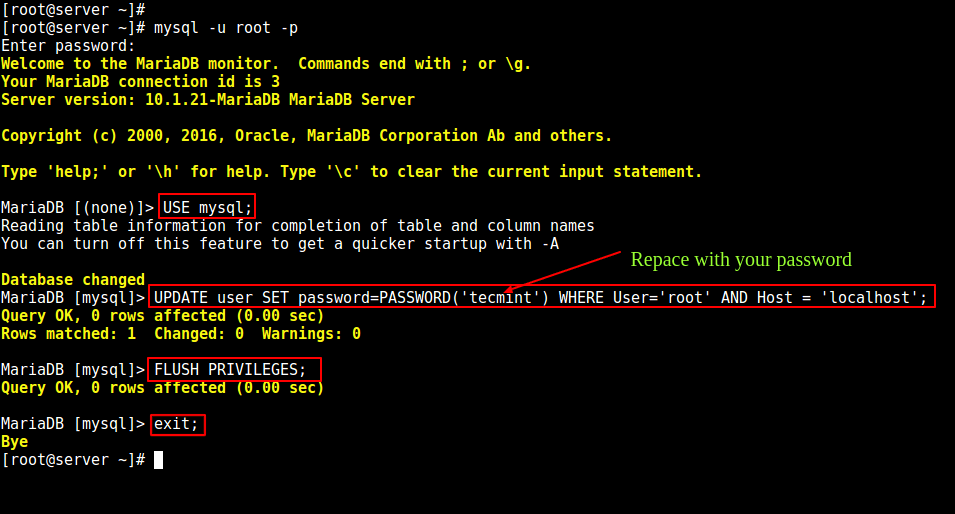 [root@server ~]#
[root@server ~]# mysql -u root -p
Enter password:
Welcome to the MariaDB monitor.  Commands end with ; or \g.
Your MariaDB connection id is 3
Server version: 10.1.21-MariaDB MariaDB Server
Copyright (c) 2000, 2016, Oracle, MariaDB Corporation Ab and others.
Type 'help;' or '\h' for help. Type '\c' to clear the current input statement.
MariaDB [(none)]> USE mysql;
Reading table information for completion of table and column names
You can turn off this feature to get a quicker startup with -A
Database changed
Repace with your password
MariaDB [mysql]> UPDATE user SET password=PASSWORD('tecmint') WHERE User='root' AND Host = 'localhost';
Query OK, 0 rows affected (0.00 sec)
Rows matched: 1  Changed: 0  Warnings: 0
MariaDB [mysql]> FLUSH PRIVILEGES;
Query OK, 0 rows affected (0.00 sec)
MariaDB [mysql]> exit;
Bye
[root@server ~]#